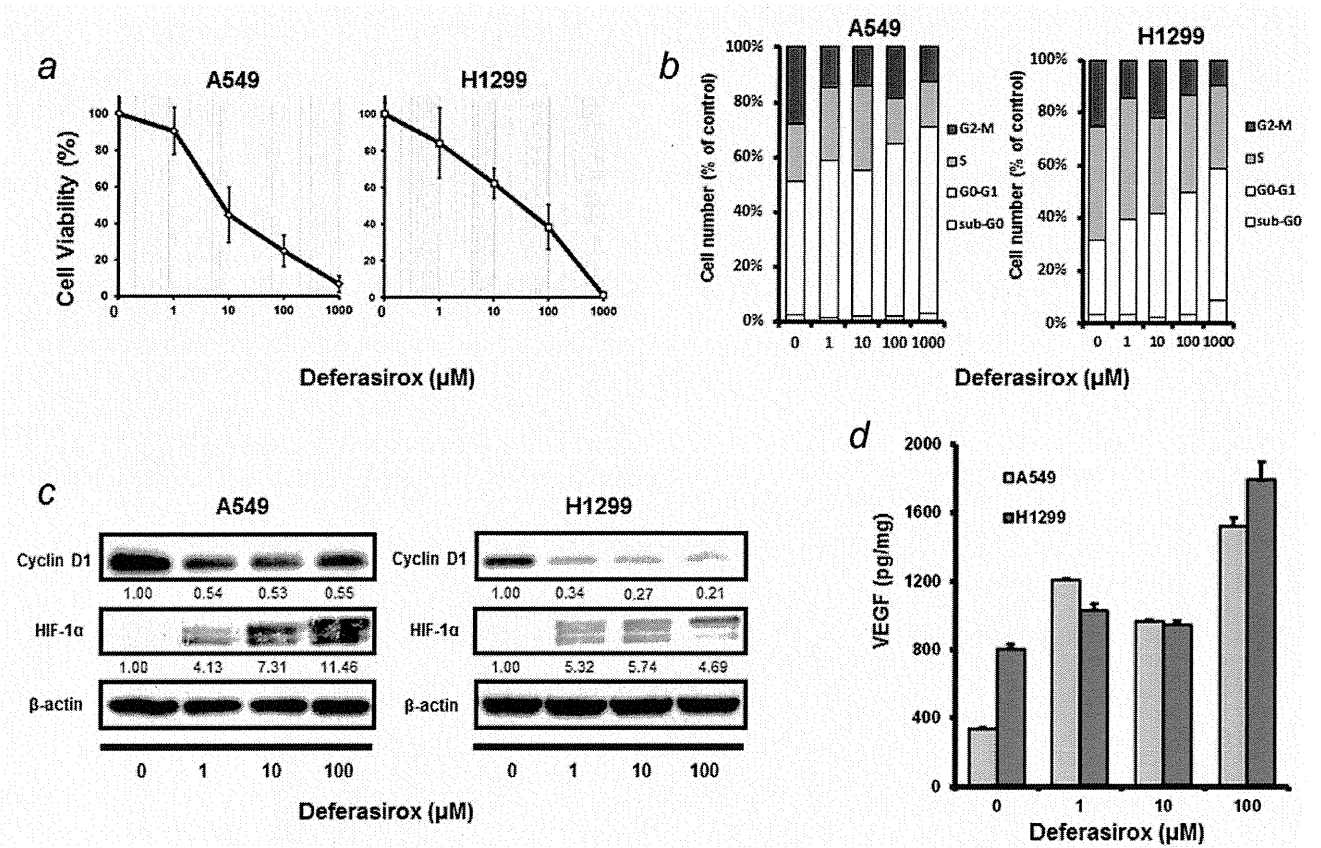 a
A549
H1299
Cell Viability (%)
100
80
60
40
20
0
0 1 10 100 1000
100
80
60
40
20
0
0 1 10 100 1000
Deferasirox (µM)
b
A549
Cell number (% of control)
100%
80%
60%
40%
20%
0%
0 1 10 100 1000
G2-M
S
G0-G1
sub-G0
H1299
Cell number (% of control)
100%
80%
60%
40%
20%
0%
0 1 10 100 1000
G2-M
S
G0-G1
sub-G0
Deferasirox (µM)
c
A549
Cyclin D1
1.00 0.54 0.53 0.55
HIF-1α
1.00 4.13 7.31 11.46
β-actin
0 1 10 100
H1299
Cyclin D1
1.00 0.34 0.27 0.21
HIF-1α
1.00 5.32 5.74 4.69
β-actin
0 1 10 100
Deferasirox (µM)
d
VEGF (pg/mg)
2000
1600
1200
800
400
0
A549
H1299
0 1 10 100
Deferasirox (µM)